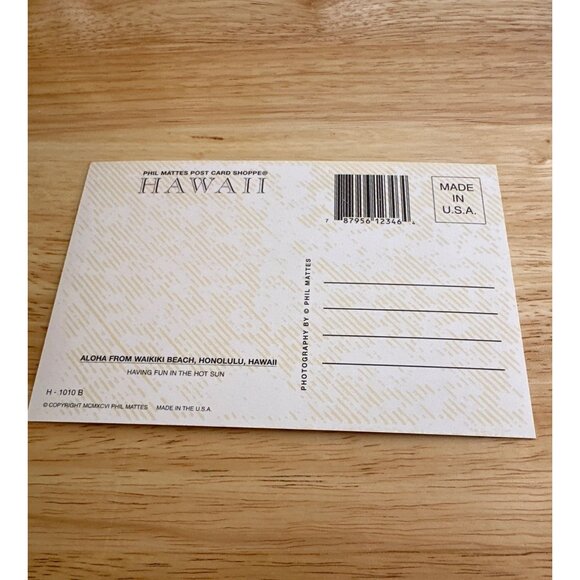 PHIL MATTES POST CARD SHOPPE®
HAWAII
7 87956 12346 4
MADE
IN
U.S.A.
PHOTOGRAPHY BY © PHIL MATTES
ALOHA FROM WAIKIKI BEACH, HONOLULU, HAWAII
HAVING FUN IN THE HOT SUN
H - 1010 B
© COPYRIGHT MCMXCVI PHIL MATTES MADE IN THE U.S.A.